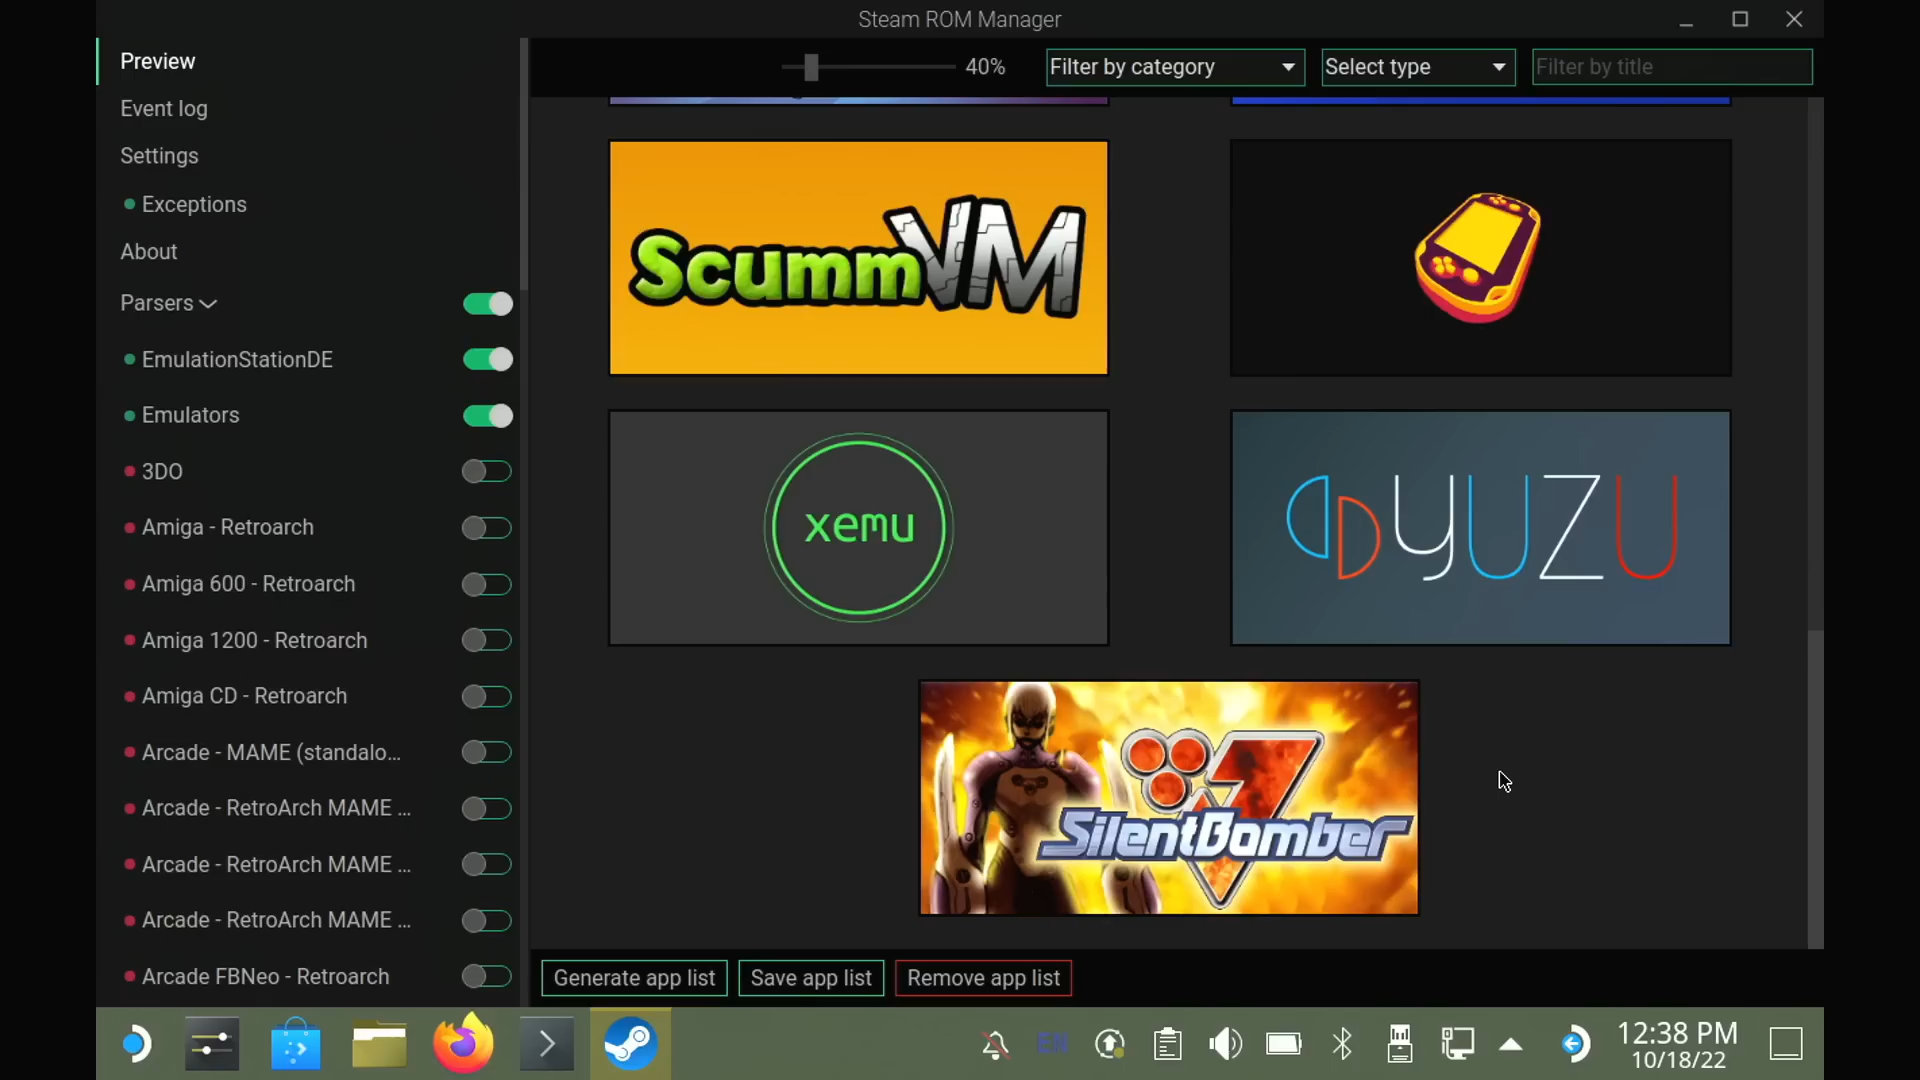 Steam ROM Manager
Preview
Event log
Settings
Exceptions
About
Parsers
EmulationStationDE
Emulators
3DO
Amiga - Retroarch
Amiga 600 - Retroarch
Amiga 1200 - Retroarch
Amiga CD - Retroarch
Arcade - MAME (standalo...
Arcade - RetroArch MAME ...
Arcade - RetroArch MAME ...
Arcade - RetroArch MAME ...
Arcade FBNeo - Retroarch
40%
Filter by category
Select type
Filter by title
ScummVM
xemu
YUZU
SilentBomber
Generate app list
Save app list
Remove app list
EN
12:38 PM
10/18/22